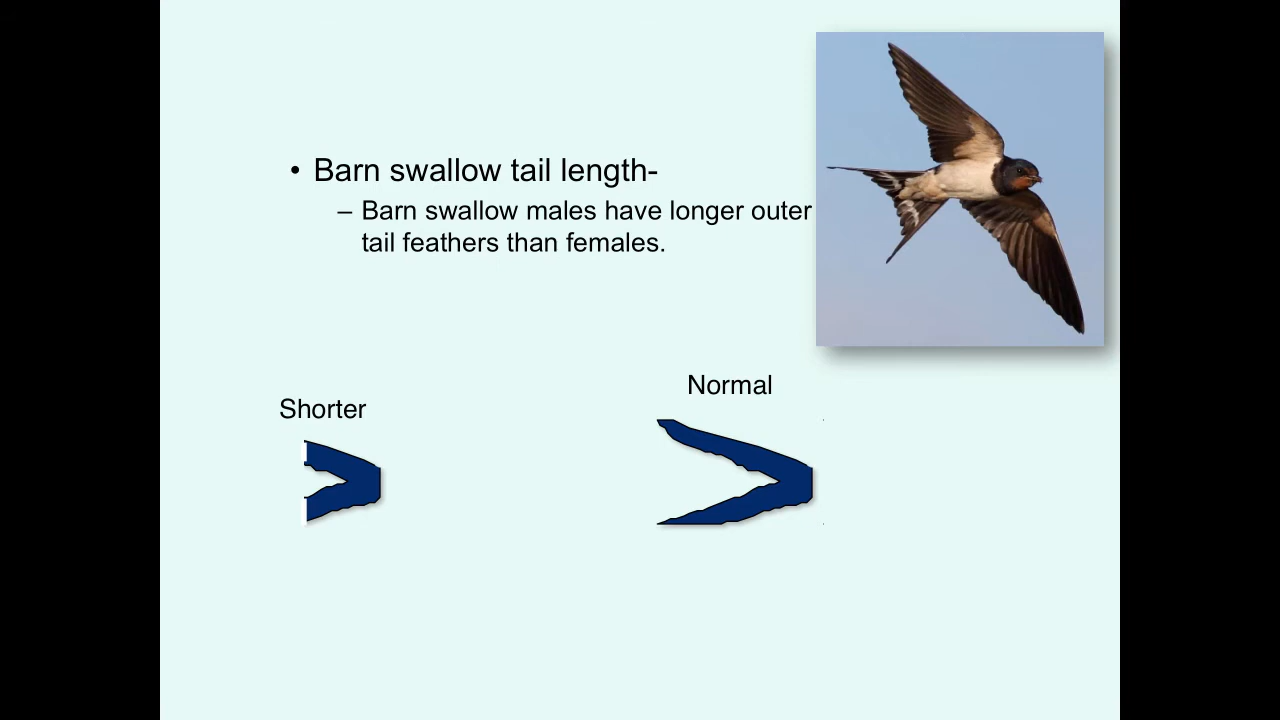 • Barn swallow tail length-
– Barn swallow males have longer outer
tail feathers than females.
Normal
Shorter